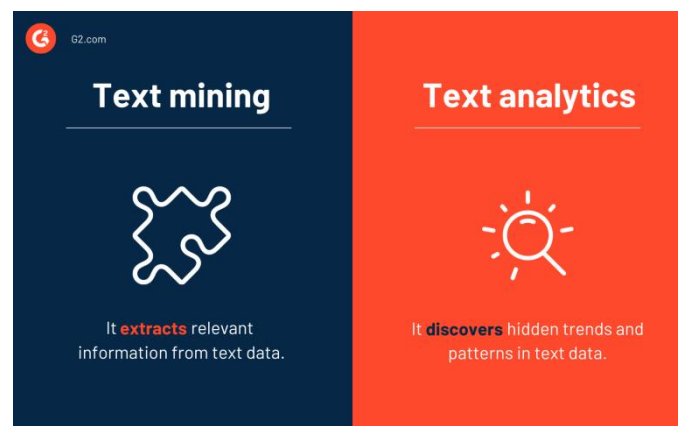 G2.com
Text mining
Text analytics
It extracts relevant
information from text data.
It discovers hidden trends and
patterns in text data.